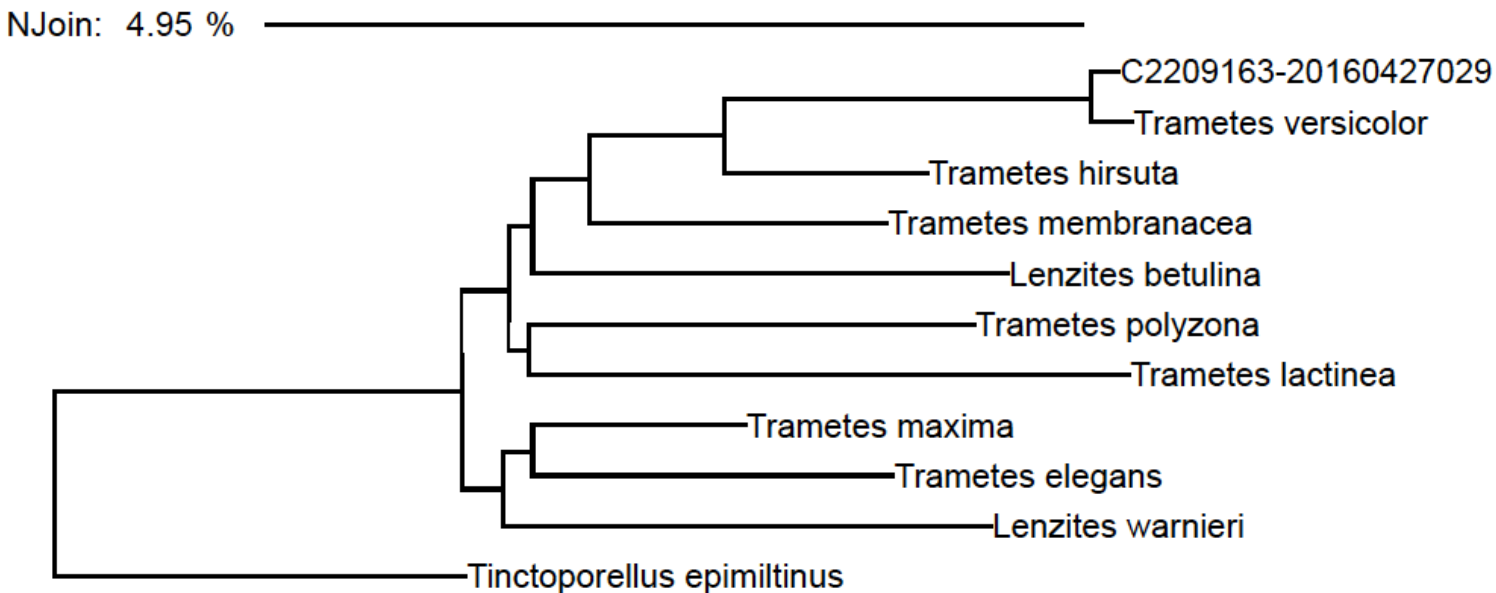 NJoin: 4.95 %
C2209163-20160427029
Trametes versicolor
Trametes hirsuta
Trametes membranacea
Lenzites betulina
Trametes polyzona
Trametes lactinea
Trametes maxima
Trametes elegans
Lenzites warnieri
Tinctoporellus epimiltinus